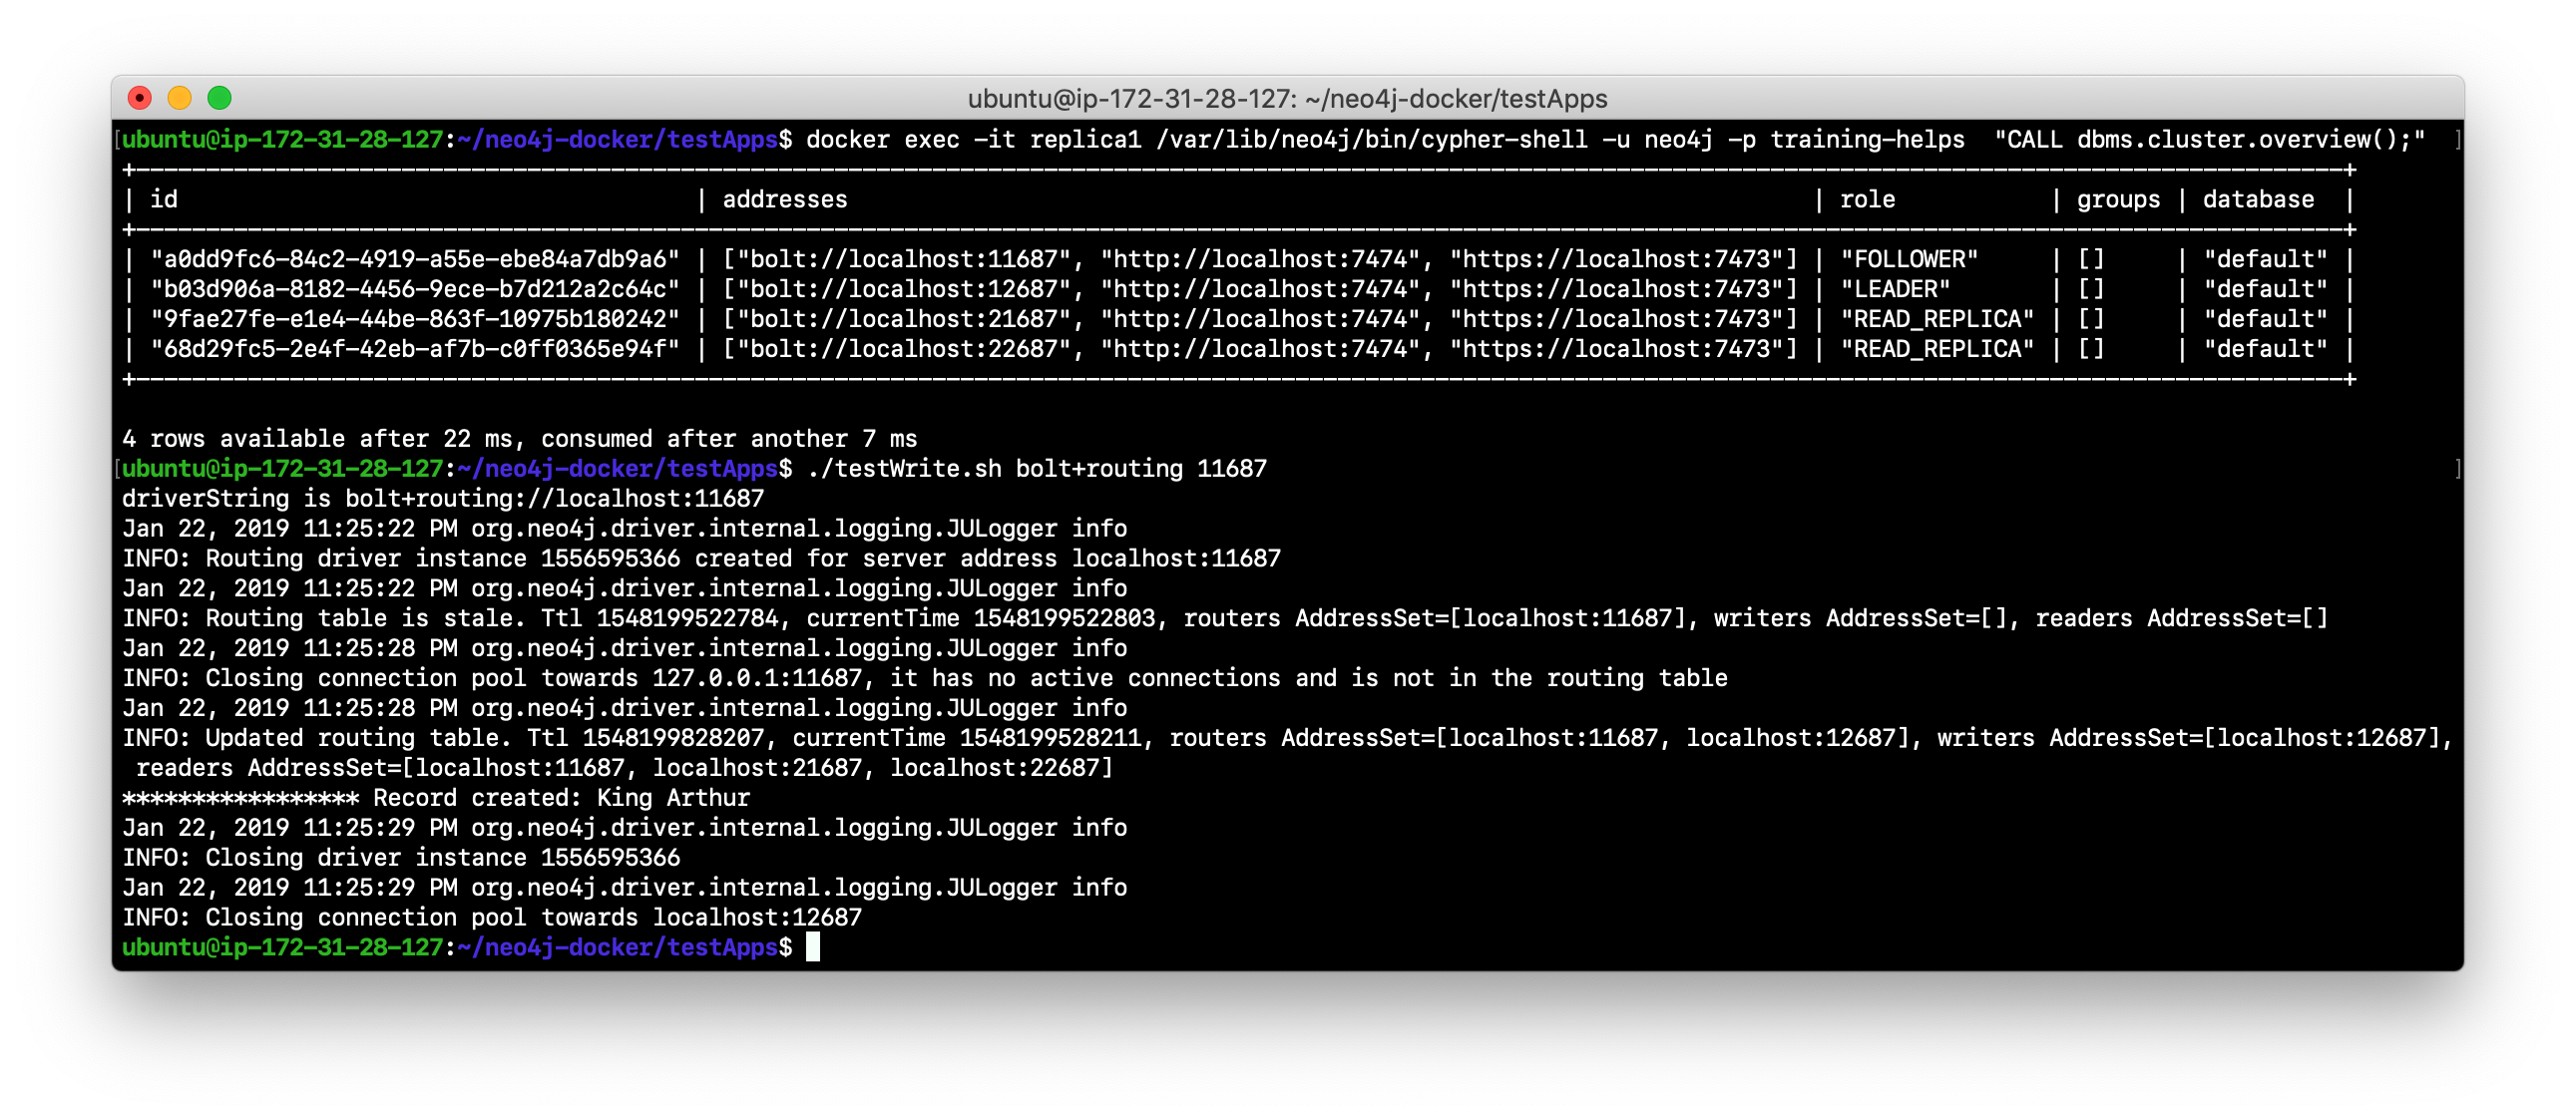 ubuntu@ip-172-31-28-127: ~/neo4j-docker/testApps
[ubuntu@ip-172-31-28-127:~/neo4j-docker/testApps$ docker exec -it replica1 /var/lib/neo4j/bin/cypher-shell -u neo4j -p training-helps  "CALL dbms.cluster.overview();"  ]
+---------------------------------------------------------------------------------------------------------------------------------------------------------------+
| id                                     | addresses                                                                     | role           | groups | database  |
+---------------------------------------------------------------------------------------------------------------------------------------------------------------+
| "a0dd9fc6-84c2-4919-a55e-ebe84a7db9a6" | ["bolt://localhost:11687", "http://localhost:7474", "https://localhost:7473"] | "FOLLOWER"     | []     | "default" |
| "b03d906a-8182-4456-9ece-b7d212a2c64c" | ["bolt://localhost:12687", "http://localhost:7474", "https://localhost:7473"] | "LEADER"       | []     | "default" |
| "9fae27fe-e1e4-44be-863f-10975b180242" | ["bolt://localhost:21687", "http://localhost:7474", "https://localhost:7473"] | "READ_REPLICA" | []     | "default" |
| "68d29fc5-2e4f-42eb-af7b-c0ff0365e94f" | ["bolt://localhost:22687", "http://localhost:7474", "https://localhost:7473"] | "READ_REPLICA" | []     | "default" |
+---------------------------------------------------------------------------------------------------------------------------------------------------------------+
4 rows available after 22 ms, consumed after another 7 ms
[ubuntu@ip-172-31-28-127:~/neo4j-docker/testApps$ ./testWrite.sh bolt+routing 11687 ]
driverString is bolt+routing://localhost:11687
Jan 22, 2019 11:25:22 PM org.neo4j.driver.internal.logging.JULogger info
INFO: Routing driver instance 1556595366 created for server address localhost:11687
Jan 22, 2019 11:25:22 PM org.neo4j.driver.internal.logging.JULogger info
INFO: Routing table is stale. Ttl 1548199522784, currentTime 1548199522803, routers AddressSet=[localhost:11687], writers AddressSet=[], readers AddressSet=[]
Jan 22, 2019 11:25:28 PM org.neo4j.driver.internal.logging.JULogger info
INFO: Closing connection pool towards 127.0.0.1:11687, it has no active connections and is not in the routing table
Jan 22, 2019 11:25:28 PM org.neo4j.driver.internal.logging.JULogger info
INFO: Updated routing table. Ttl 1548199828207, currentTime 1548199528211, routers AddressSet=[localhost:11687, localhost:12687], writers AddressSet=[localhost:12687],
 readers AddressSet=[localhost:11687, localhost:21687, localhost:22687]
***************** Record created: King Arthur
Jan 22, 2019 11:25:29 PM org.neo4j.driver.internal.logging.JULogger info
INFO: Closing driver instance 1556595366
Jan 22, 2019 11:25:29 PM org.neo4j.driver.internal.logging.JULogger info
INFO: Closing connection pool towards localhost:12687
ubuntu@ip-172-31-28-127:~/neo4j-docker/testApps$